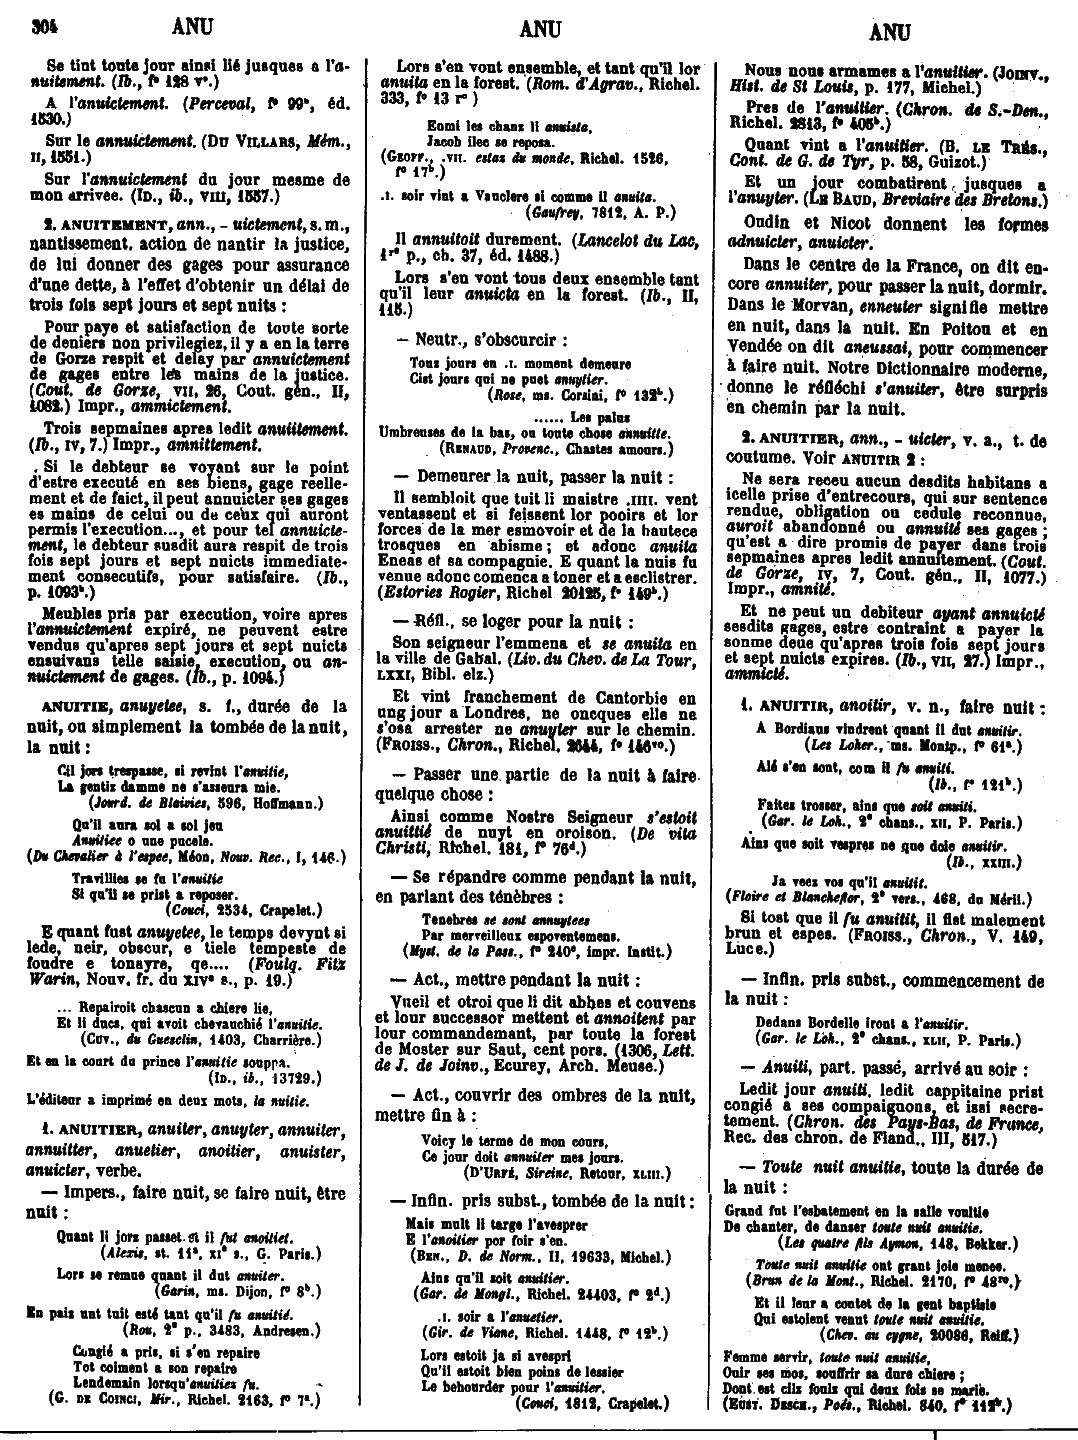 304 ANU ANU ANU
Se tint toute jour ainsi lié jusques a l'a-
nuitement. (Ib., f° 128 v°.)
A l'anuictement. (Perceval, f° 99ᵃ, éd.
1530.)
Sur le annuictement. (DU VILLARS, Mém.,
II, 1551.)
Sur l'annuictement du jour mesme de
mon arrivee. (ID., ib., VIII, 1557.)
2. ANUITEMENT, ann., - uictement, s. m.,
nantissement, action de nantir la justice,
de lui donner des gages pour assurance
d'une dette, à l'effet d'obtenir un délai de
trois fois sept jours et sept nuits :
Pour paye et satisfaction de toute sorte
de deniers non privilegiez, il y a en la terre
de Gorze respit et delay par annuictement
de gages entre les mains de la justice.
(Cout. de Gorze, VII, 26, Cout. gén., II,
1082.) Impr., ammictement.
Trois sepmaines apres ledit anuiitement.
(Ib., IV, 7.) Impr., amnittement.
Si le debteur se voyant sur le point
d'estre executé en ses biens, gage reelle-
ment et de faict, il peut annuicter ses gages
es mains de celui ou de ceux qui auront
permis l'execution..., et pour tel annuicte-
ment, le debteur susdit aura respit de trois
fois sept jours et sept nuicts immediate-
ment consecutifs, pour satisfaire. (Ib.,
p. 1093ᵇ.)
Meubles pris par execution, voire apres
l'annuictement expiré, ne peuvent estre
vendus qu'apres sept jours et sept nuicts
ensuivans telle saisie, execution, ou an-
nuictement de gages. (Ib., p. 1094.)
ANUITIE, anuyetee, s. f., durée de la
nuit, ou simplement la tombée de la nuit,
la nuit :
Cil jors trespasse, si revint l'anuitie,
La gentiz damme ne s'asseura mie.
(Jourd. de Blaivies, 596, Hoffmann.)
Qu'il aura sol a sol jeu
Anuitiee o une pucele.
(Du Chevalier à l'espee, Méon, Nouv. Rec., I, 146.)
Travillies se fu l'anuitie
Si qu'il se prist a reposer.
(Couci, 2534, Crapelet.)
E quant fust anuyetee, le temps devynt si
lede, neir, obscur, e tiele tempeste de
foudre e tonayre, qe.... (Foulq. Fitz
Warin, Nouv. fr. du XIVᵉ s., p. 19.)
... Repairoit chascun a chiere lie,
Et li ducs, qui avoit chevauchié l'anuitie.
(CUV., du Guesclin, 1403, Charrière.)
Et en la court du prince l'anuitie souppa.
(ID., ib., 13729.)
L'éditeur a imprimé en deux mots, la nuitie.
1. ANUITIER, anuiter, anuyter, annuiter,
annuitter, anuetier, anoitier, anuister,
anuicter, verbe.
— Impers., faire nuit, se faire nuit, être
nuit :
Quant li jors passet et il fut anoitiet.
(Alexis, st. 11ᵃ, XIᵉ s., G. Paris.)
Lors se remue quant il dut anuiter.
(Garin, ms. Dijon, f° 8ᵇ.)
En pais unt tuit esté tant qu'il fu anuitié.
(Rou, 2ᵉ p., 3483, Andresen.)
Congié a pris, si s'en repaire
Tot coiment a son repaire
Lendemain lorsqu'anuitiez fu.
(G. DE COINCI, Mir., Richel. 2163, f° 7ᵃ.)
Lors s'en vont ensemble, et tant qu'il lor
anuita en la forest. (Rom. d'Agrav., Richel.
333, f° 13 r°)
Enmi les chans li anuista,
Jacob ilec se reposa.
(GEOFF., .VII. estas du monde, Richel. 1526,
f° 17ᵇ.)
.I. soir vint a Vauclere si comme il anuita.
(Gaufrey, 7812, A. P.)
Il annuitoit durement. (Lancelot du Lac,
1ʳᵉ p., ch. 37, éd. 1488.)
Lors s'en vont tous deux ensemble tant
qu'il leur anuicta en la forest. (Ib., II,
115.)
— Neutr., s'obscurcir :
Tous jours en .I. moment demeure
Cist jours qui ne puet anuytier.
(Rose, ms. Corsini, f° 132ᵇ.)
...... Les palus
Umbreuses de la bas, ou toute chose annuitte.
(RENAUD, Provenc., Chastes amours.)
— Demeurer la nuit, passer la nuit :
Il sembloit que tuit li maistre .IIII. vent
ventassent et si feissent lor pooirs et lor
forces de la mer esmovoir et de la hautece
trosques en abisme ; et adonc anuita
Eneas et sa compagnie. E quant la nuis fu
venue adonc comenca a toner et a esclistrer.
(Estories Rogier, Richel 20125, f° 149ᵇ.)
— Réfl., se loger pour la nuit :
Son seigneur l'emmena et se anuita en
la ville de Gabal. (Liv. du Chev. de La Tour,
LXXI, Bibl. elz.)
Et vint franchement de Cantorbie en
ung jour a Londres, ne oncques elle ne
s'osa arrester ne anuyter sur le chemin.
(FROISS., Chron., Richel, 2644, f° 146ᵛᵒ.)
— Passer une partie de la nuit à faire
quelque chose :
Ainsi comme Nostre Seigneur s'estoit
anuittié de nuyt en oroison. (De vita
Christi, Richel. 181, f° 76ᵈ.)
— Se répandre comme pendant la nuit,
en parlant des ténèbres :
Tenebres se sont annuytees
Par merveilleux espoventemens.
(Myst. de la Pass., f° 240ᶜ, impr. Instit.)
— Act., mettre pendant la nuit :
Vueil et otroi que li dit abbes et couvens
et lour successor mettent et annoitent par
lour commandement, par toute la forest
de Moster sur Saut, cent pors. (1306, Lett.
de J. de Joinv., Ecurey, Arch. Meuse.)
— Act., couvrir des ombres de la nuit,
mettre fin à :
Voicy le terme de mon cours,
Ce jour doit annuiter mes jours.
(D'URFÉ, Sireine, Retour, XLIII.)
— Infin. pris subst., tombée de la nuit :
Mais mult li targe l'avesprer
E l'anoitier por foir s'en.
(BEN., D. de Norm., II, 19633, Michel.)
Ains qu'il soit anuitier.
(Gar. de Mongl., Richel. 24403, f° 2ᵈ.)
.I. soir a l'anuetier.
(Gir. de Viane, Richel. 1448, f° 12ᵇ.)
Lors estoit ja si avespri
Qu'il estoit bien poins de lessier
Le behourder pour l'anuitier.
(Couci, 1812, Crapelet.)
Nous nous armames a l'anuitier. (JOINV.,
Hist. de St Louis, p. 177, Michel.)
Pres de l'anuitier. (Chron. de S.-Den.,
Richel. 2813, f° 405ᵇ.)
Quant vint a l'anuitier. (B. LE TRÉS.,
Cont. de G. de Tyr, p. 58, Guizot.)
Et un jour combatirent jusques a
l'anuyter. (LE BAUD, Breviaire des Bretons.)
Oudin et Nicot donnent les formes
adnuicter, anuicter.
Dans le centre de la France, on dit en-
core annuiter, pour passer la nuit, dormir.
Dans le Morvan, enneuter signifie mettre
en nuit, dans la nuit. En Poitou et en
Vendée on dit aneussai, pour commencer
à faire nuit. Notre Dictionnaire moderne,
donne le réfléchi s'anuiter, être surpris
en chemin par la nuit.
2. ANUITIER, ann., - uicter, v. a., t. de
coutume. Voir ANUITIR 2 :
Ne sera receu aucun desdits habitans a
icelle prise d'entrecours, qui sur sentence
rendue, obligation ou cedule reconnue,
auroit abandonné ou annuité ses gages ;
qu'est a dire promis de payer dans trois
sepmaines apres ledit annuitement. (Cout.
de Gorze, IV, 7, Cout. gén., II, 1077.)
Impr., amnité.
Et ne peut un debiteur ayant annuicté
sesdits gages, estre contraint a payer la
somme deue qu'apres trois fois sept jours
et sept nuicts expires. (Ib., VII, 27.) Impr.,
ammicté.
1. ANUITIR, anoitir, v. n., faire nuit :
A Bordiaus vindrent quant il dut anuitir.
(Les Loher., ms. Montp., f° 61ᵃ.)
Alé s'en sont, com il fu anuiti.
(Ib., f° 121ᵇ.)
Faites trosser, ains que soit anuiti.
(Gar. le Loh., 2ᵉ chans., XII, P. Paris.)
Ains que soit vespres ne que doie anuitir.
(Ib., XXIII.)
Ja veez vos qu'il anuitit.
(Floire et Blancheflor, 2ᵉ vers., 468, du Méril.)
Si tost que il fu anuitit, il fist malement
brun et espes. (FROISS., Chron., V. 149,
Luce.)
— Infin. pris subst., commencement de
la nuit :
Dedans Bordelle iront a l'anuitir.
(Gar. le Loh., 2ᵉ chans., XLII, P. Paris.)
— Anuiti, part. passé, arrivé au soir :
Ledit jour anuiti, ledit cappitaine prist
congié a ses compaignons, et issi secre-
tement. (Chron. des Pays-Bas, de France,
Rec. des chron. de Fland., III, 517.)
— Toute nuit anuitie, toute la durée de
la nuit :
Grand fut l'esbatement en la salle voultie
De chanter, de danser toute nuit anuitie.
(Les quatre fils Aymon, 148, Bekker.)
Toute nuit anuitie ont grant joie menee.
(Brun de la Mont., Richel. 2170, f° 48ʳᵒ.)
Et il leur a contet de la gent baptisie
Qui estoient venut toute nuit anuitie.
(Chev. au cygne, 20086, Reiff.)
Femme servir, toute nuit anuitie,
Ouir ses mos, souffrir sa dure chiere ;
Dont est cilz fouls qui deux fois se marie.
(EUST. DESCH., Poés., Richel. 840, f° 112ᵇ.)